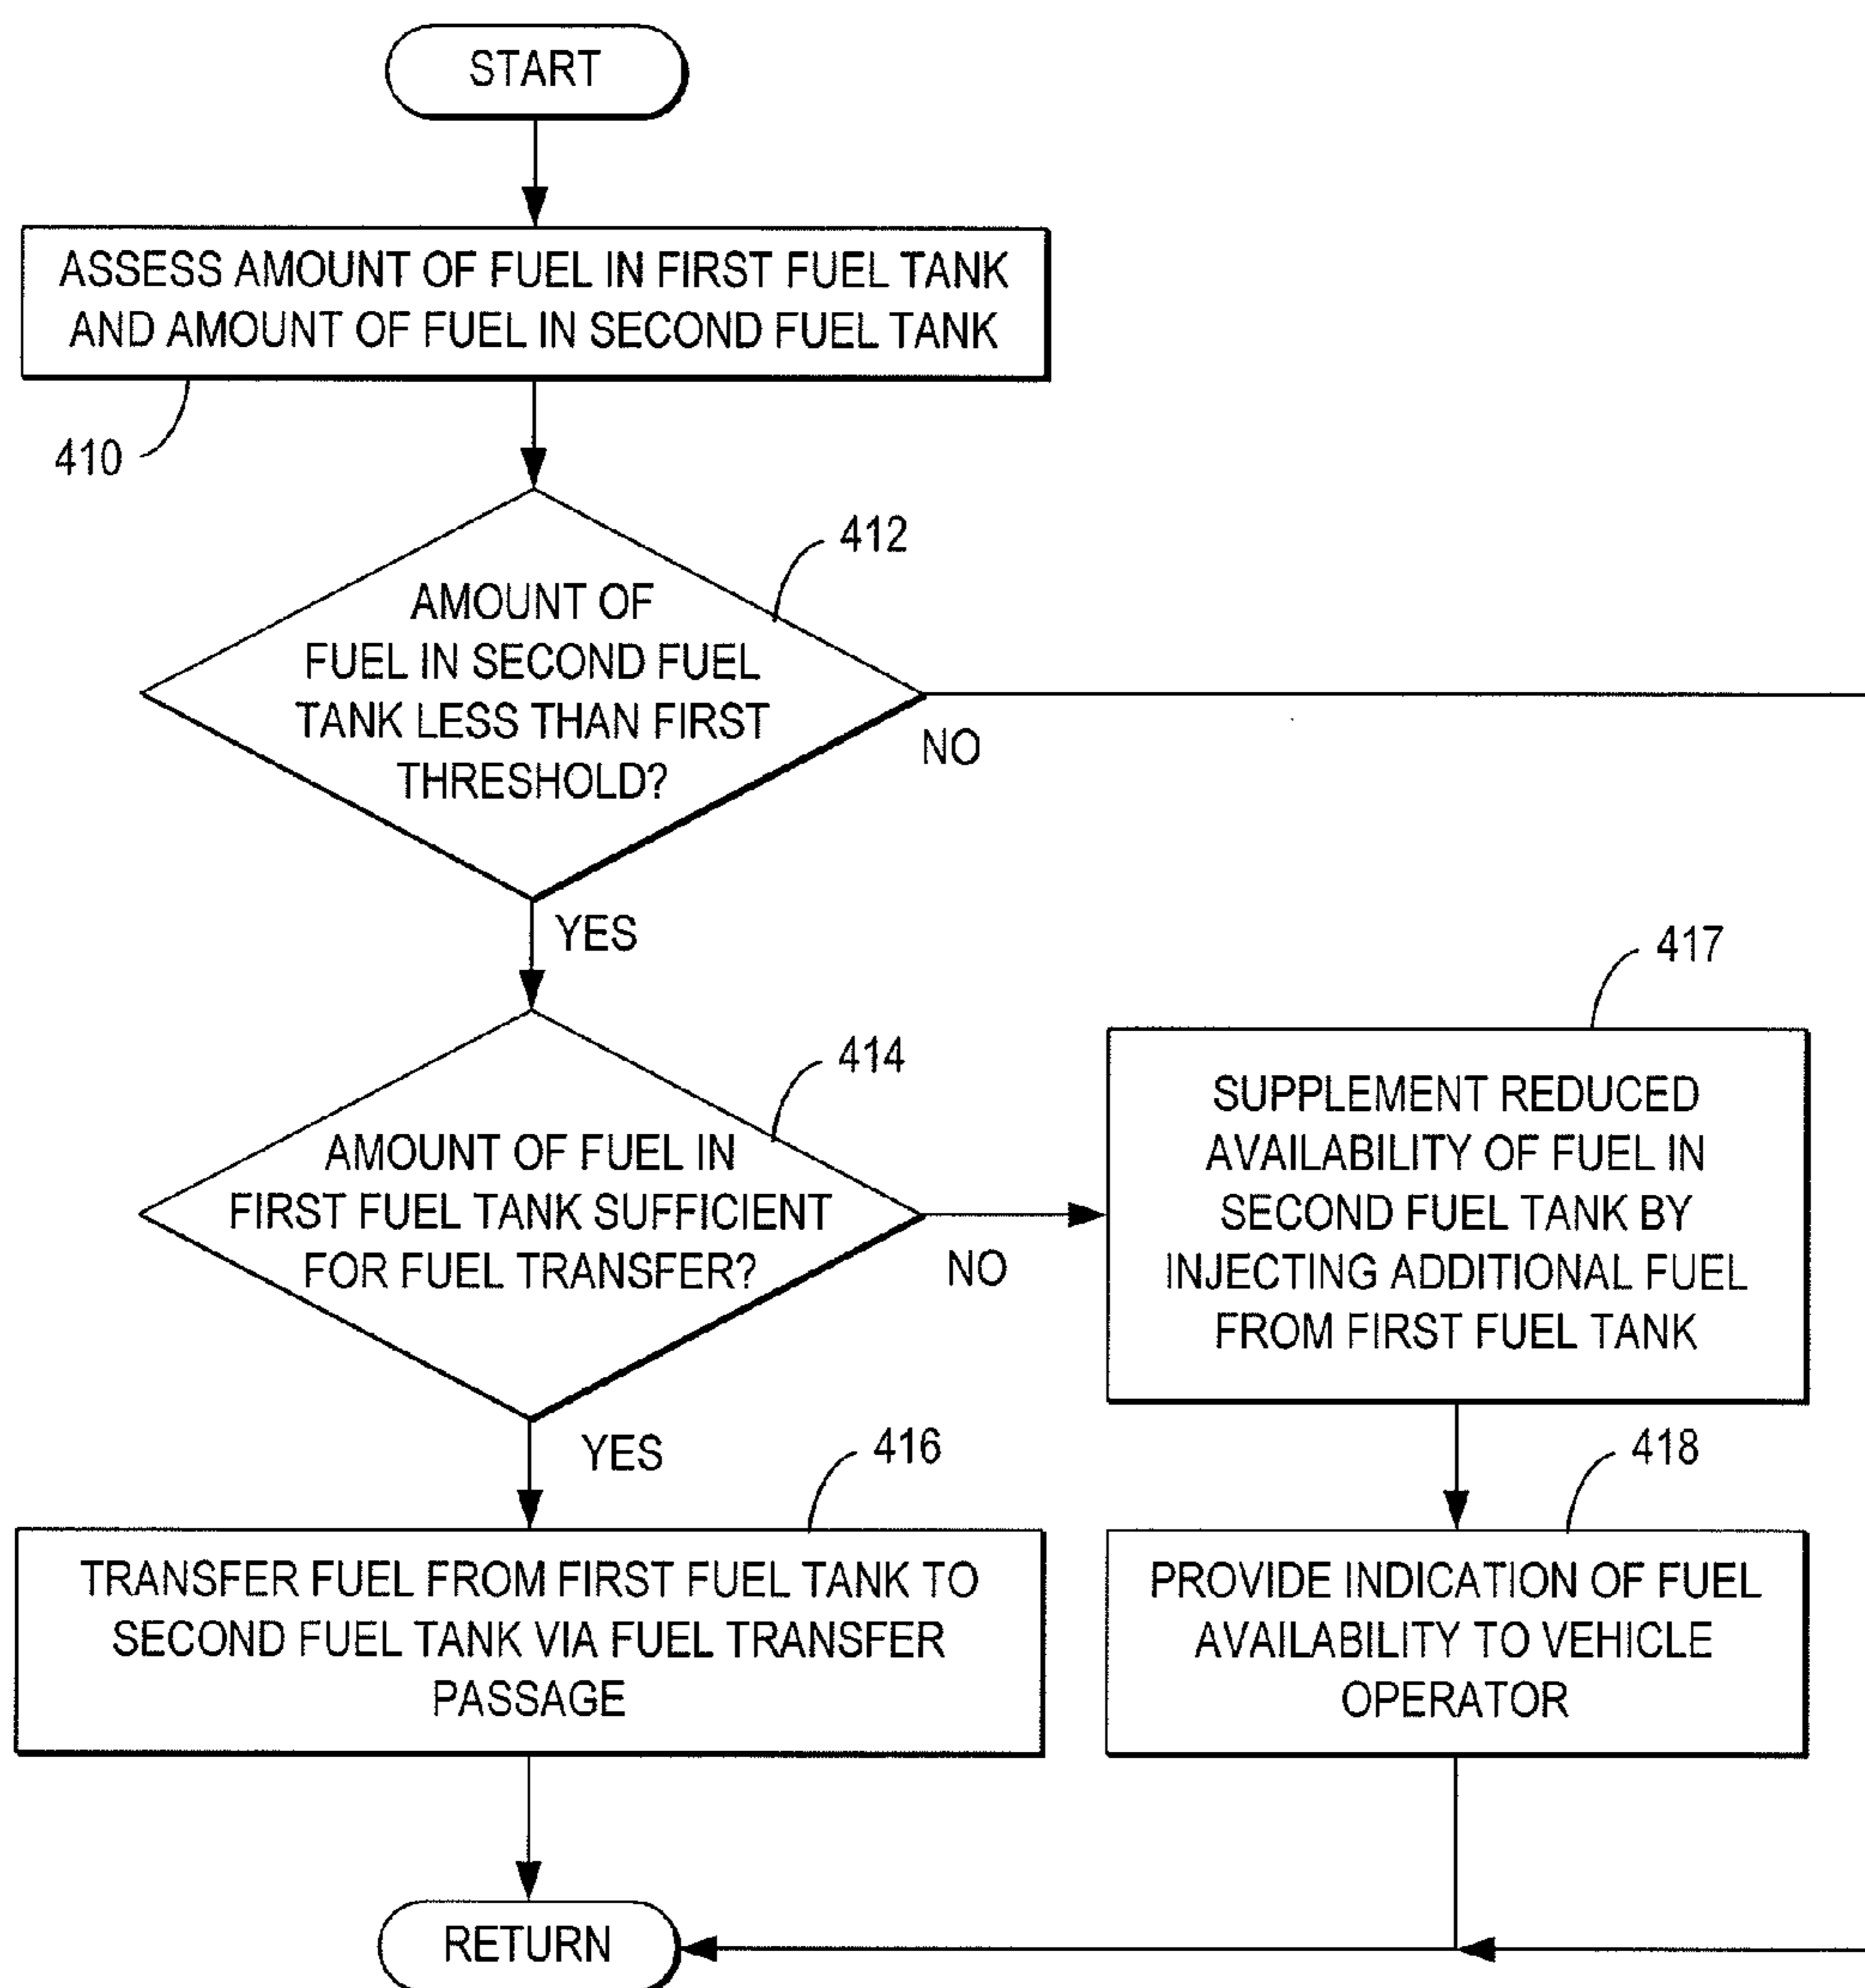 START
ASSESS AMOUNT OF FUEL IN FIRST FUEL TANK
AND AMOUNT OF FUEL IN SECOND FUEL TANK
410
412
AMOUNT OF
FUEL IN SECOND FUEL
TANK LESS THAN FIRST
THRESHOLD?
NO
YES
417
414
AMOUNT OF FUEL IN
FIRST FUEL TANK SUFFICIENT
FOR FUEL TRANSFER?
NO
SUPPLEMENT REDUCED
AVAILABILITY OF FUEL IN
SECOND FUEL TANK BY
INJECTING ADDITIONAL FUEL
FROM FIRST FUEL TANK
YES
416
418
TRANSFER FUEL FROM FIRST FUEL TANK TO
SECOND FUEL TANK VIA FUEL TRANSFER
PASSAGE
PROVIDE INDICATION OF FUEL
AVAILABILITY TO VEHICLE
OPERATOR
RETURN